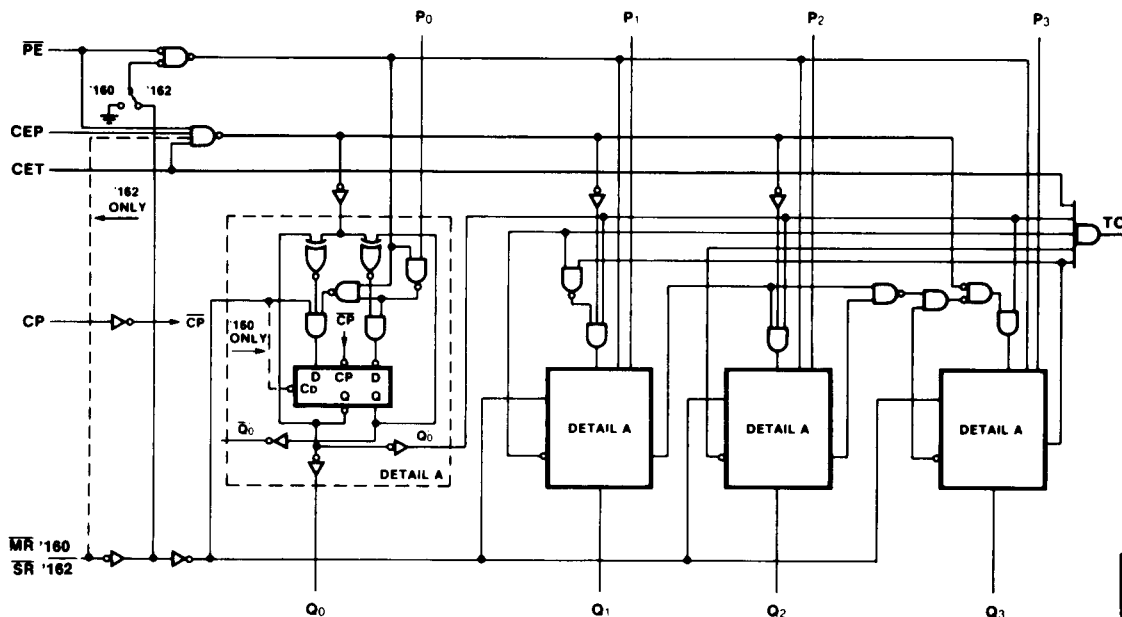 P0 P1 P2 P3
PE
'160 '162
CEP
CET
'162
ONLY
TC
CP CP
'160
ONLY
CP
D CP D
CD Q Q
Q0 Q0
DETAIL A
DETAIL A
DETAIL A
DETAIL A
MR '160
SR '162
Q0 Q1 Q2 Q3